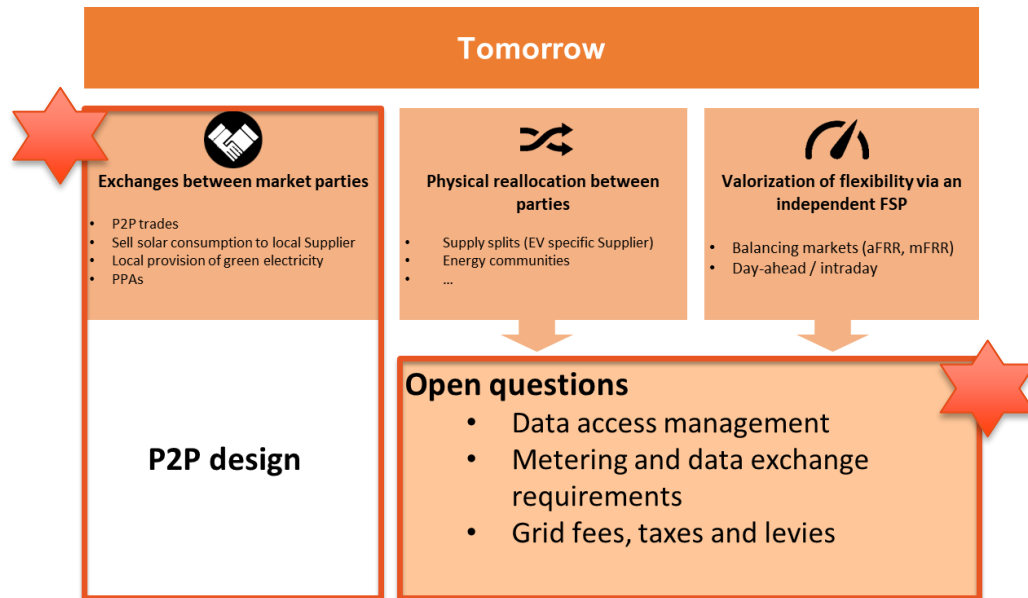 Tomorrow
Exchanges between market parties
• P2P trades
• Sell solar consumption to local Supplier
• Local provision of green electricity
• PPAs
Physical reallocation between
parties
• Supply splits (EV specific Supplier)
• Energy communities
• ...
Valorization of flexibility via an
independent FSP
• Balancing markets (aFRR, mFRR)
• Day-ahead / intraday
P2P design
Open questions
• Data access management
• Metering and data exchange
requirements
• Grid fees, taxes and levies